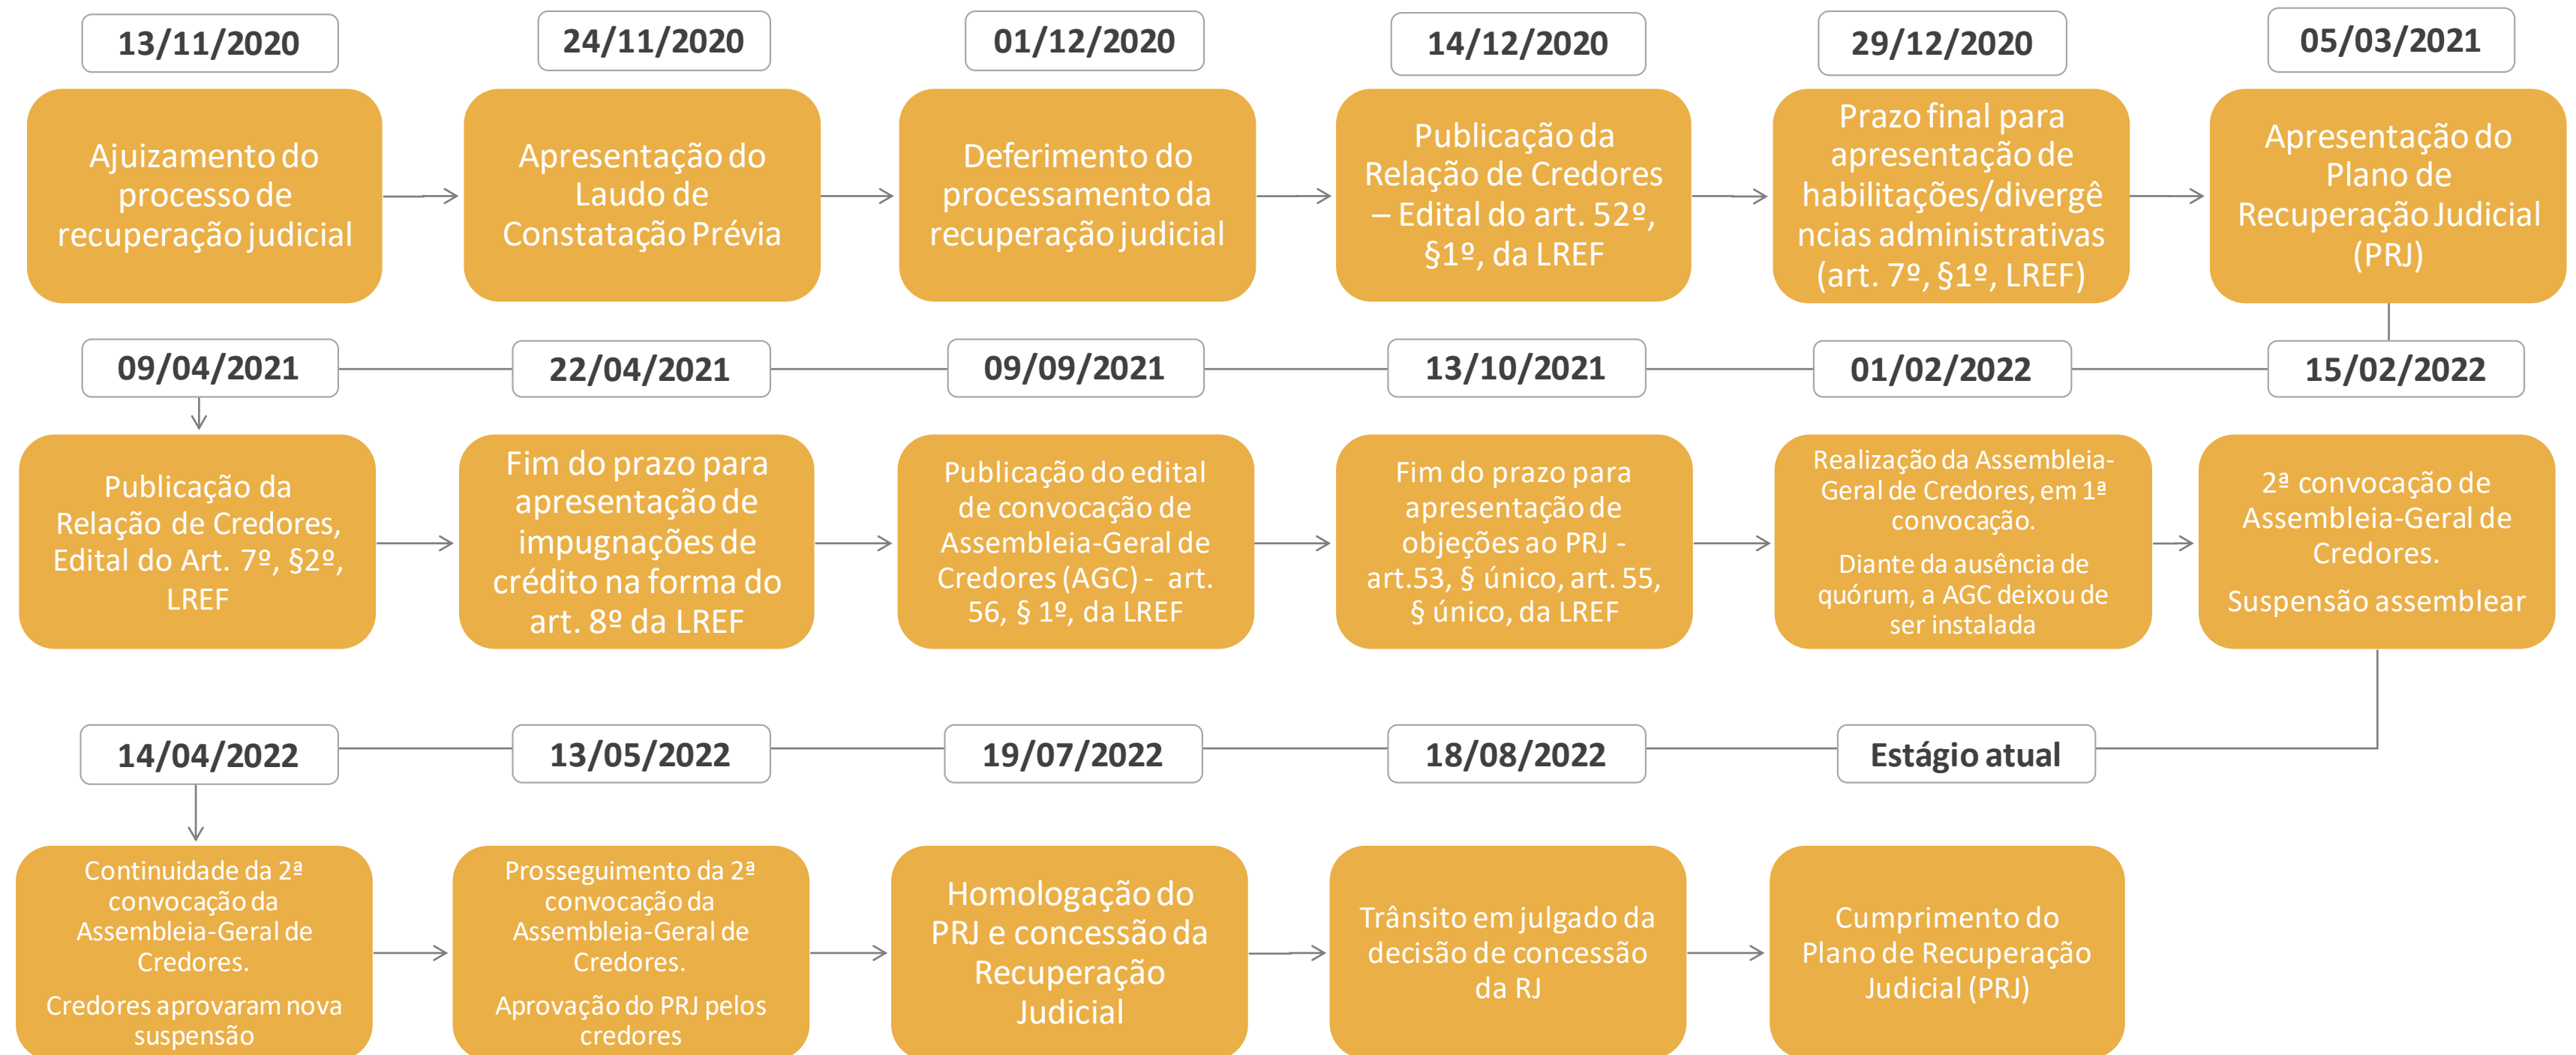 13/11/2020
24/11/2020
01/12/2020
14/12/2020
29/12/2020
05/03/2021
Ajuizamento do
processo de
recuperação judicial
Apresentação do
Laudo de
Constatação Prévia
Deferimento do
processamento da
recuperação judicial
Publicação da
Relação de Credores
– Edital do art. 52º,
§1º, da LREF
Prazo final para
apresentação de
habilitações/divergê
ncias administrativas
(art. 7º, §1º, LREF)
Apresentação do
Plano de
Recuperação Judicial
(PRJ)
09/04/2021
22/04/2021
09/09/2021
13/10/2021
01/02/2022
15/02/2022
Publicação da
Relação de Credores,
Edital do Art. 7º, §2º,
LREF
Fim do prazo para
apresentação de
impugnações de
crédito na forma do
art. 8º da LREF
Publicação do edital
de convocação de
Assembleia-Geral de
Credores (AGC) - art.
56, § 1º, da LREF
Fim do prazo para
apresentação de
objeções ao PRJ -
art.53, § único, art. 55,
§ único, da LREF
Realização da Assembleia-
Geral de Credores, em 1ª
convocação.
Diante da ausência de
quórum, a AGC deixou de
ser instalada
2ª convocação de
Assembleia-Geral de
Credores.
Suspensão assemblear
14/04/2022
13/05/2022
19/07/2022
18/08/2022
Estágio atual
Continuidade da 2ª
convocação da
Assembleia-Geral de
Credores.
Credores aprovaram nova
suspensão
Prosseguimento da 2ª
convocação da
Assembleia-Geral de
Credores.
Aprovação do PRJ pelos
credores
Homologação do
PRJ e concessão da
Recuperação
Judicial
Trânsito em julgado da
decisão de concessão
da RJ
Cumprimento do
Plano de Recuperação
Judicial (PRJ)